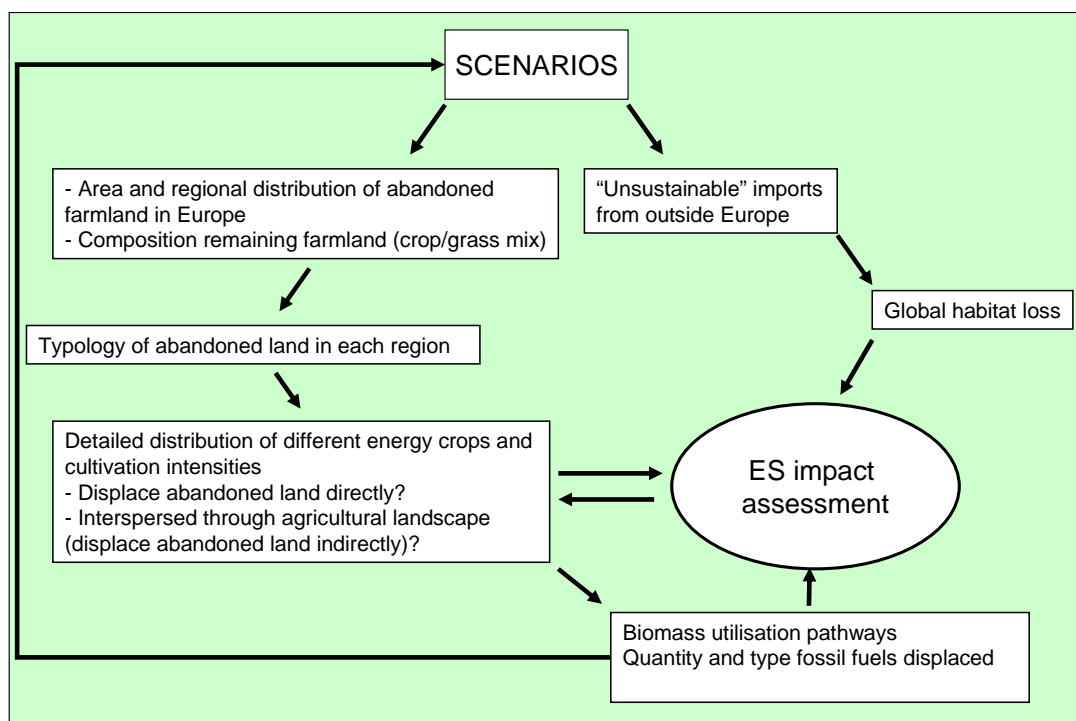 SCENARIOS
- Area and regional distribution of abandoned
farmland in Europe
- Composition remaining farmland (crop/grass mix)
“Unsustainable” imports
from outside Europe
Global habitat loss
Typology of abandoned land in each region
Detailed distribution of different energy crops and
cultivation intensities
- Displace abandoned land directly?
- Interspersed through agricultural landscape
(displace abandoned land indirectly)?
ES impact
assessment
Biomass utilisation pathways
Quantity and type fossil fuels displaced